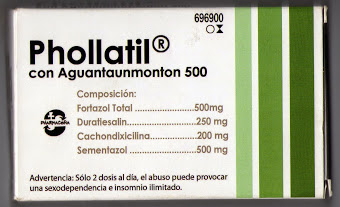 696900
Phollatil®
con Aguantaunmonton 500
Composición:
Fortazol Total ......................500mg
Duratiesalin.........................250 mg
Cachondixicilina...................200 mg
Sementazol.........................500 mg
PHARMACOÑA
Advertencia: Sólo 2 dosis al día, el abuso puede provocar
una sexodependencia e insomnio ilimitado.